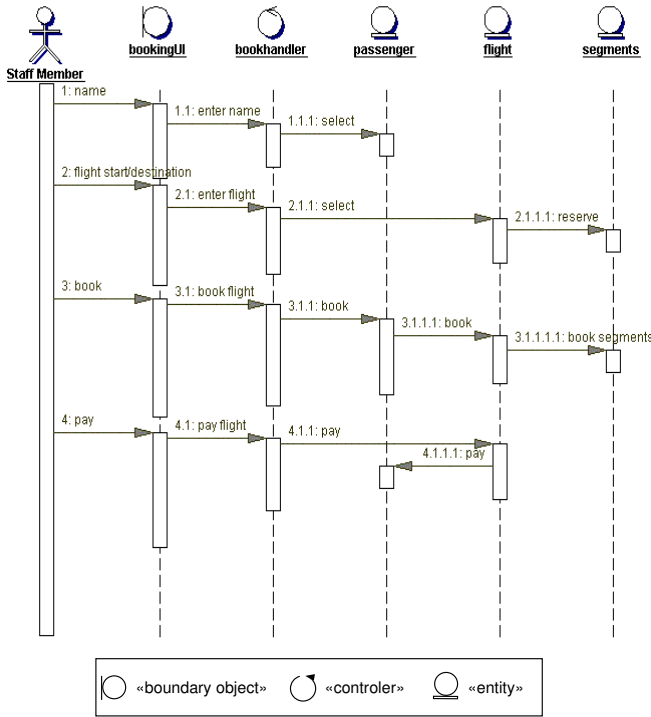 Staff Member
bookingUI
bookhandler
passenger
flight
segments
1: name
1.1: enter name
1.1.1: select
2: flight start/destination
2.1: enter flight
2.1.1: select
2.1.1.1: reserve
3: book
3.1: book flight
3.1.1: book
3.1.1.1: book
3.1.1.1.1: book segments
4: pay
4.1: pay flight
4.1.1: pay
4.1.1.1: pay
«boundary object»
«controler»
«entity»